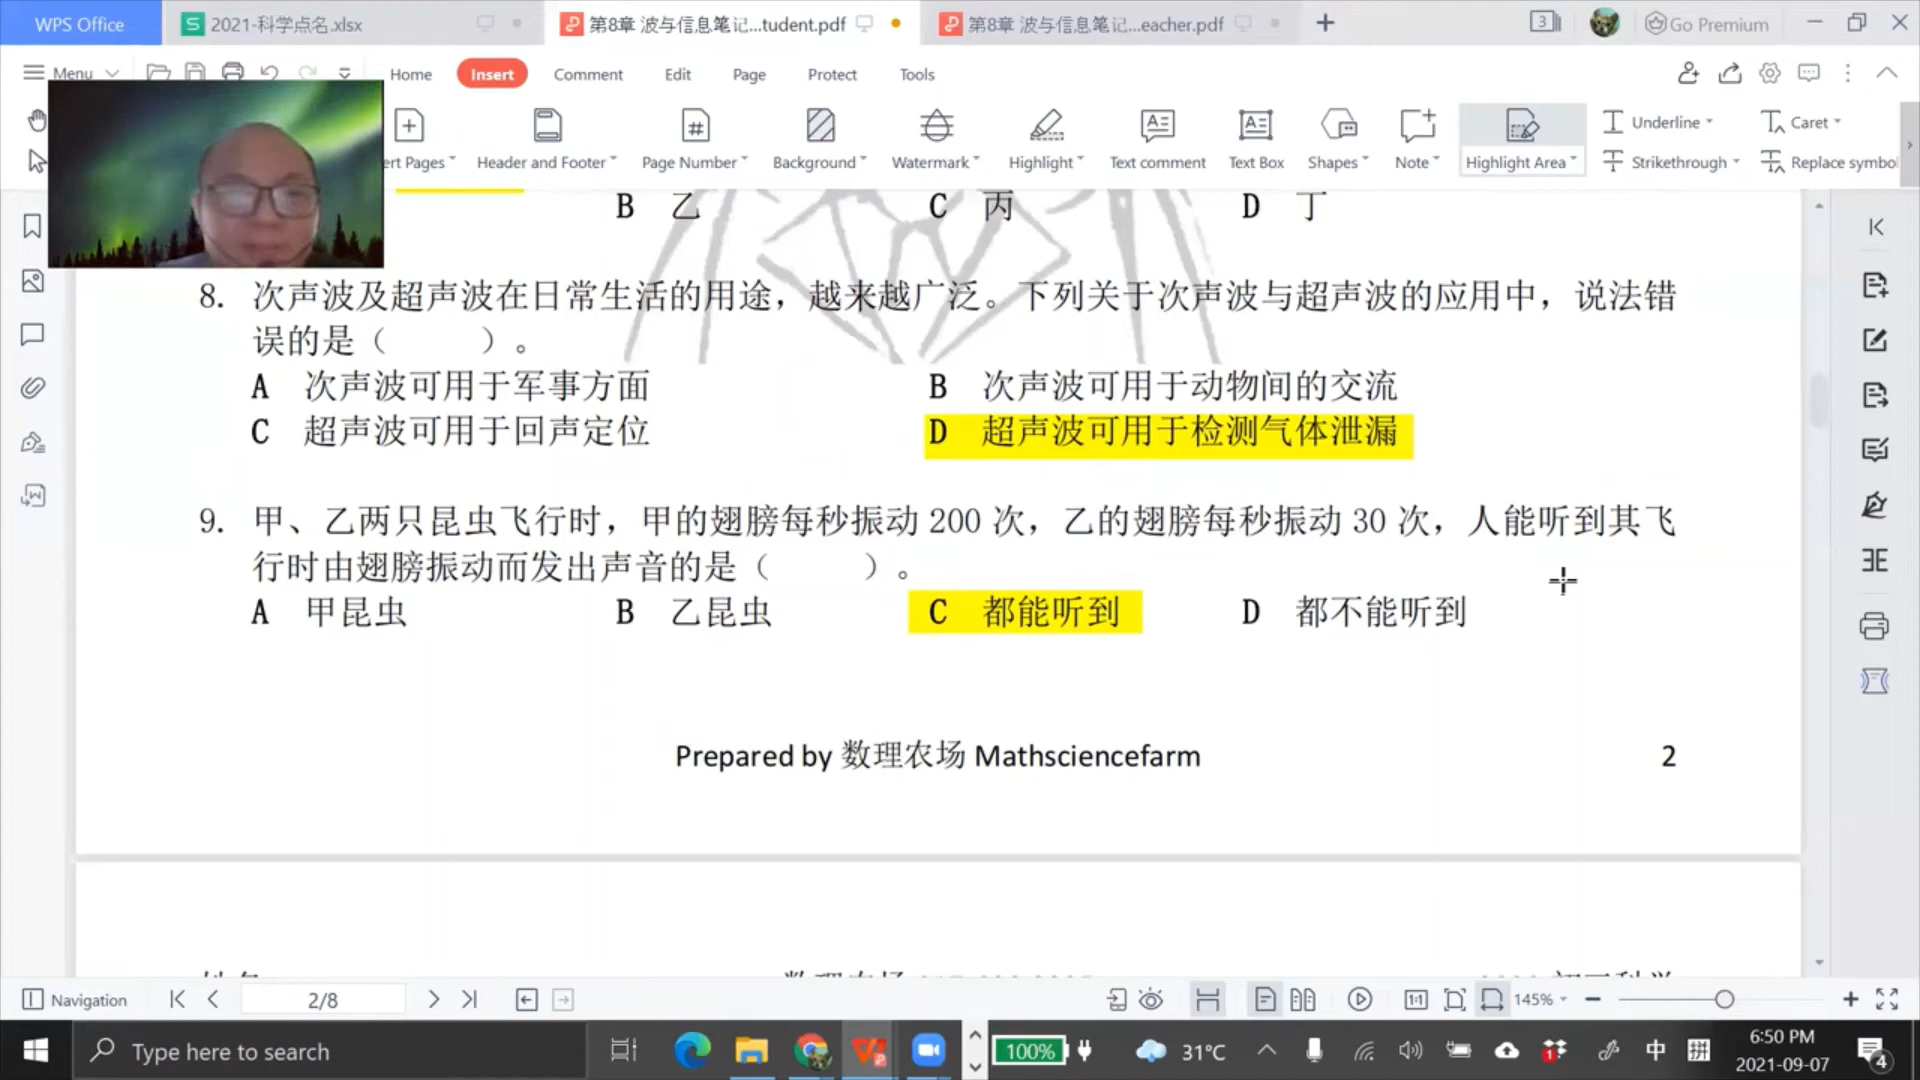 WPS Office
2021-科学点名.xlsx
第8章 波与信息笔记...tudent.pdf
第8章 波与信息笔记...eacher.pdf
3
Go Premium
Menu
Home
Insert
Comment
Edit
Page
Protect
Tools
ert Pages
Header and Footer
Page Number
Background
Watermark
Highlight
Text comment
Text Box
Shapes
Note
Highlight Area
Underline
Strikethrough
Caret
Replace symbol
B 乙 C 丙 D 丁
8. 次声波及超声波在日常生活的用途，越来越广泛。下列关于次声波与超声波的应用中，说法错
误的是（ ）。
A 次声波可用于军事方面 B 次声波可用于动物间的交流
C 超声波可用于回声定位 D 超声波可用于检测气体泄漏
9. 甲、乙两只昆虫飞行时，甲的翅膀每秒振动 200 次，乙的翅膀每秒振动 30 次，人能听到其飞
行时由翅膀振动而发出声音的是（ ）。
A 甲昆虫 B 乙昆虫 C 都能听到 D 都不能听到
Prepared by 数理农场 Mathsciencefarm 2
Navigation
2/8
145%
Type here to search
100%
31°C
中
拼
6:50 PM
2021-09-07
4